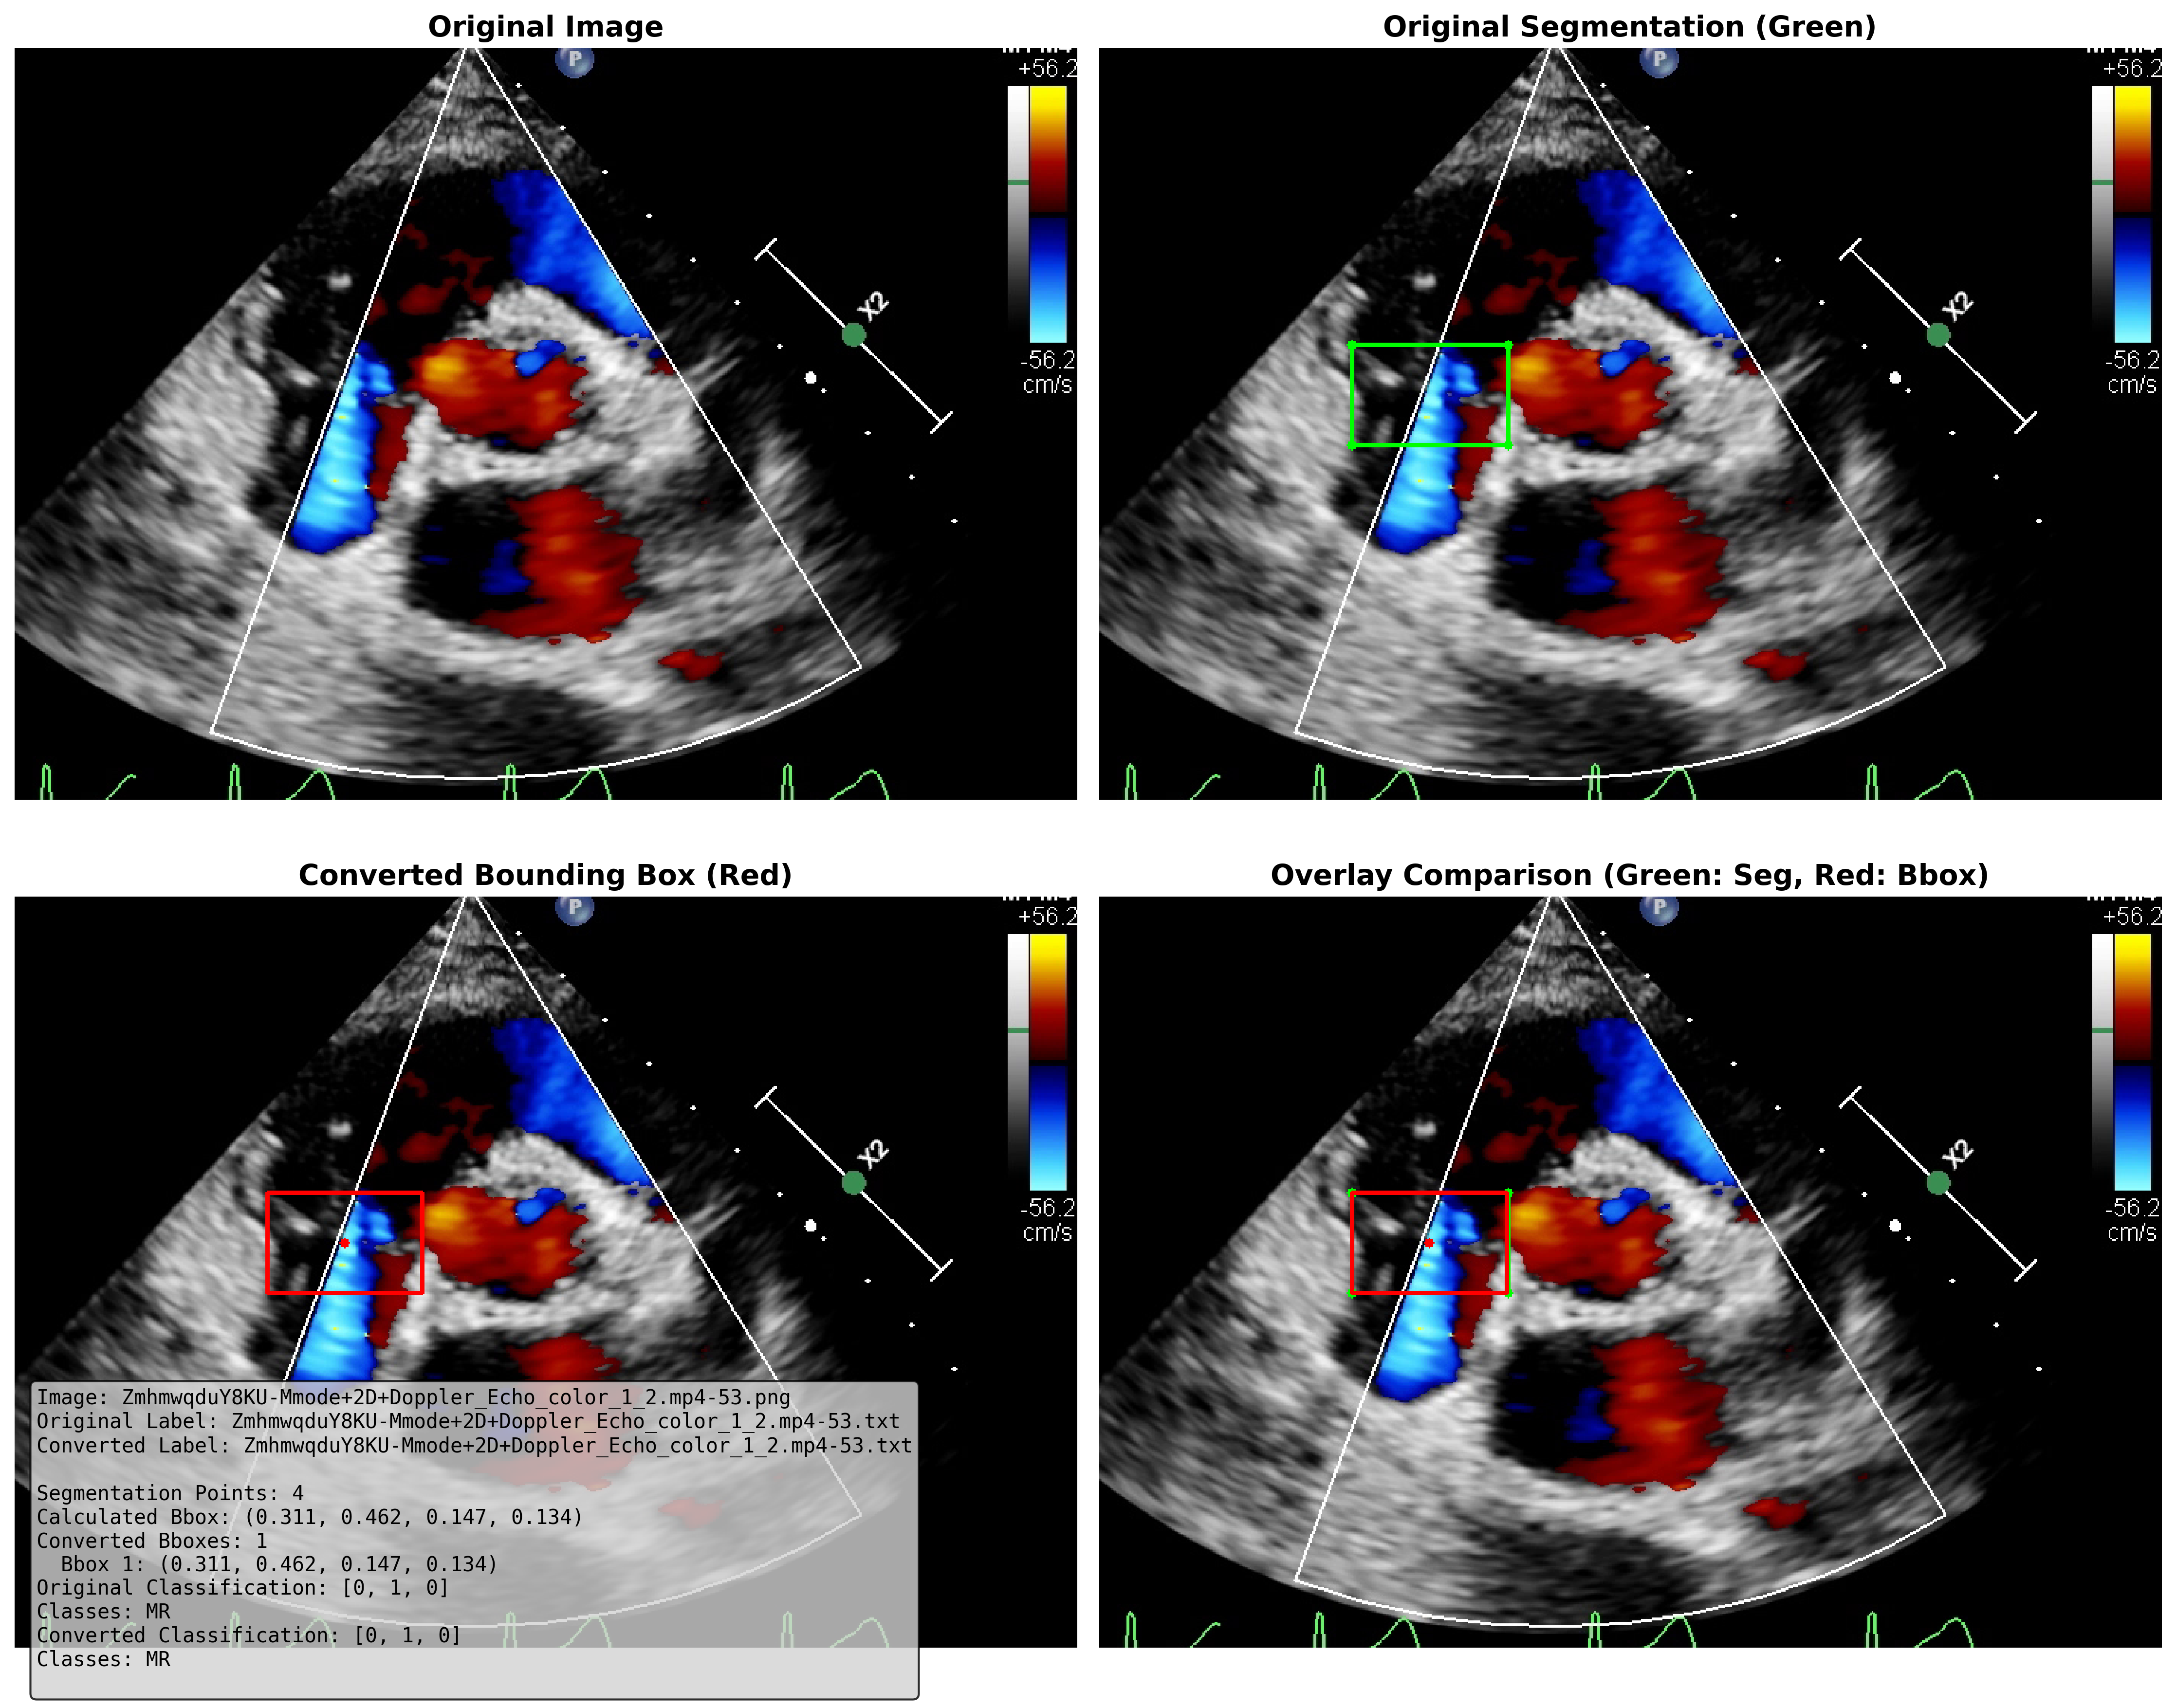 Original Image
Original Segmentation (Green)
P
+56.2
-56.2
cm/s
X2
P
+56.2
-56.2
cm/s
X2
Converted Bounding Box (Red)
Overlay Comparison (Green: Seg, Red: Bbox)
P
+56.2
-56.2
cm/s
X2
P
+56.2
-56.2
cm/s
X2
Image: ZmhmwqduY8KU-Mmode+2D+Doppler_Echo_color_1_2.mp4-53.png
Original Label: ZmhmwqduY8KU-Mmode+2D+Doppler_Echo_color_1_2.mp4-53.txt
Converted Label: ZmhmwqduY8KU-Mmode+2D+Doppler_Echo_color_1_2.mp4-53.txt
Segmentation Points: 4
Calculated Bbox: (0.311, 0.462, 0.147, 0.134)
Converted Bboxes: 1
Bbox 1: (0.311, 0.462, 0.147, 0.134)
Original Classification: [0, 1, 0]
Classes: MR
Converted Classification: [0, 1, 0]
Classes: MR